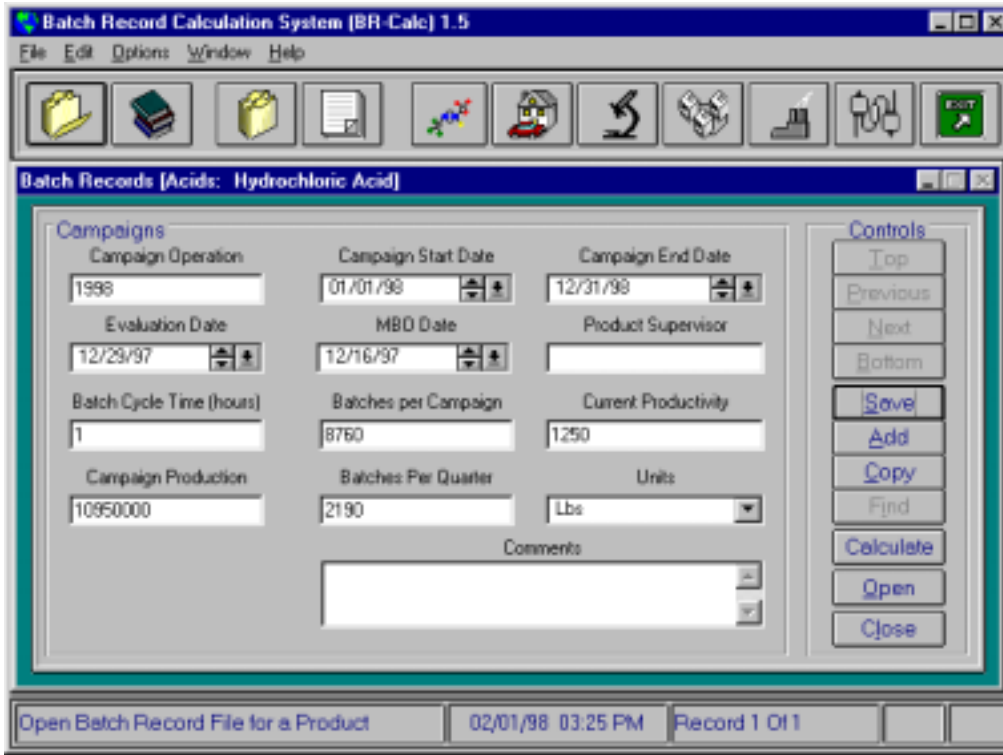 Batch Record Calculation System (BR-Calc) 1.5
File Edit Options Window Help
EXIT
Batch Records [Acids: Hydrochloric Acid]
Campaigns
Controls
Campaign Operation
Campaign Start Date
Campaign End Date
1998
01/01/98
12/31/98
Evaluation Date
MBO Date
Product Supervisor
12/29/97
12/16/97
Batch Cycle Time (hours)
Batches per Campaign
Current Productivity
1
8760
1250
Campaign Production
Batches Per Quarter
Units
10950000
2190
Lbs
Comments
Top
Previous
Next
Bottom
Save
Add
Copy
Find
Calculate
Open
Close
Open Batch Record File for a Product
02/01/98 03:25 PM
Record 1 Of 1